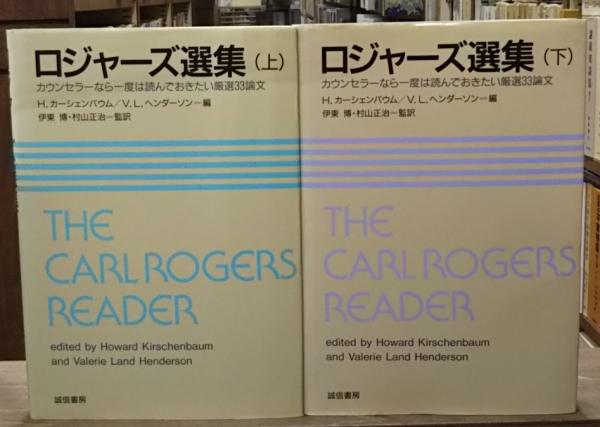 ロジャーズ選集(上)
カウンセラーなら一度は読んでおきたい厳選33論文
H.カーシェンバウム/V.L.ヘンダーソン━編
伊東 博・村山正治━監訳
THE
CARL ROGERS
READER
edited by Howard Kirschenbaum
and Valerie Land Henderson
誠信書房
ロジャーズ選集(下)
カウンセラーなら一度は読んでおきたい厳選33論文
H.カーシェンバウム/V.L.ヘンダーソン━編
伊東 博・村山正治━監訳
THE
CARL ROGERS
READER
edited by Howard Kirschenbaum
and Valerie Land Henderson
誠信書房